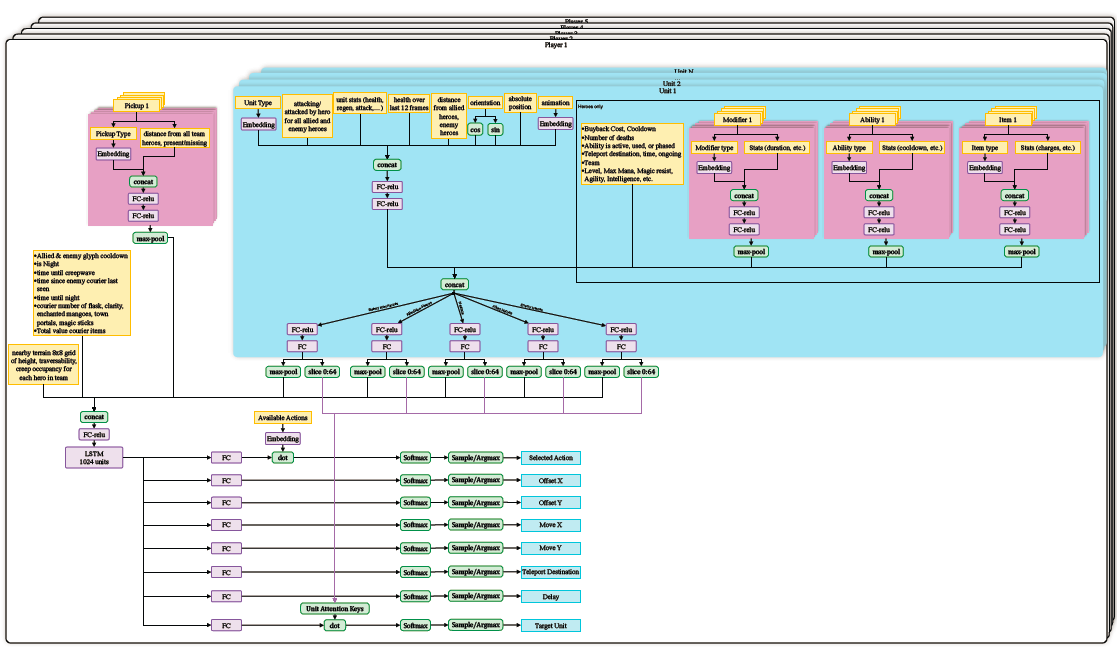 Player 5
Player 4
Player 3
Player 2
Player 1
Unit N
...
Unit 2
Unit 1
Pickup 1
Pickup Type
distance from all team
heroes, present/missing
Embedding
concat
FC-relu
FC-relu
max-pool
Unit Type
Embedding
attacking/
attacked by hero
for all allied and
enemy heroes
unit stats (health,
regen, attack,...)
health over
last 12 frames
distance
from allied
heroes,
enemy
heroes
orientation
cos
sin
absolute
position
animation
Embedding
concat
FC-relu
FC-relu
Heroes only
•Buyback Cost, Cooldown
•Number of deaths
•Ability is active, used, or phased
•Teleport destination, time, ongoing
•Team
•Level, Max Mana, Magic resist,
Agility, Intelligence, etc.
Modifier 1
Modifier type
Stats (duration, etc.)
Embedding
concat
FC-relu
FC-relu
max-pool
Ability 1
Ability type
Stats (cooldown, etc.)
Embedding
concat
FC-relu
FC-relu
max-pool
Item 1
Item type
Stats (charges, etc.)
Embedding
concat
FC-relu
FC-relu
max-pool
concat
FC-relu
FC-relu
FC-relu
FC-relu
FC-relu
FC
FC
FC
FC
FC
max-pool
slice 0:64
max-pool
slice 0:64
max-pool
slice 0:64
max-pool
slice 0:64
max-pool
slice 0:64
•Allied & enemy glyph cooldown
•is Night
•time until creepwave
•time since enemy courier last
seen
•time until night
•courier number of flask, clarity,
enchanted mangoes, town
portals, magic sticks
•Total value courier items
nearby terrain 8x8 grid
of height, traversability,
creep occupancy for
each hero in team
concat
FC-relu
LSTM
1024 units
Available Actions
Embedding
FC
dot
Softmax
Sample/Argmax
Selected Action
FC
Softmax
Sample/Argmax
Offset X
FC
Softmax
Sample/Argmax
Offset Y
FC
Softmax
Sample/Argmax
Move X
FC
Softmax
Sample/Argmax
Move Y
FC
Softmax
Sample/Argmax
Teleport Destination
FC
Softmax
Sample/Argmax
Delay
Unit Attention Keys
FC
dot
Softmax
Sample/Argmax
Target Unit